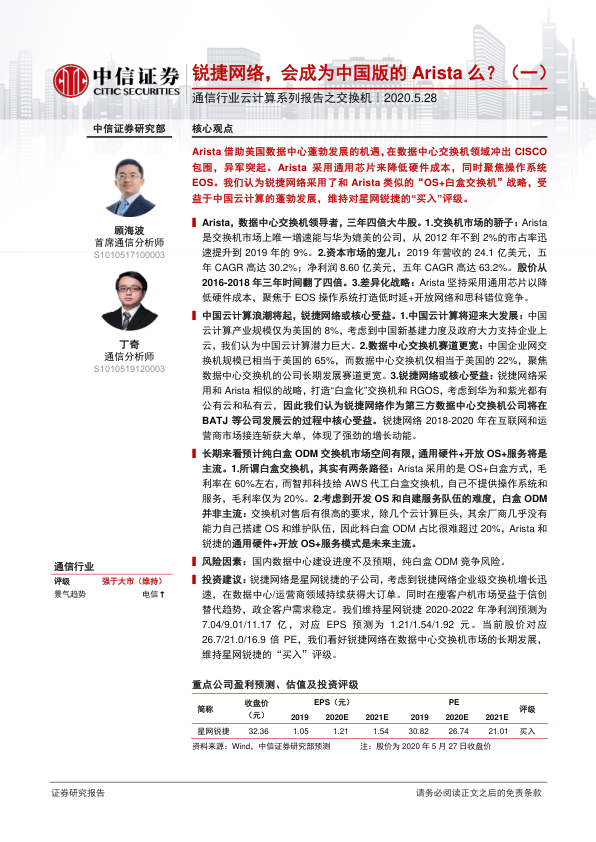 中信证券
CITIC SECURITIES
锐捷网络，会成为中国版的 Arista 么？（一）
通信行业云计算系列报告之交换机｜2020.5.28
中信证券研究部
顾海波
首席通信分析师
S1010517100003
丁奇
通信分析师
S1010519120003
通信行业
评级 强于大市（维持）
景气趋势 电信↑
核心观点
Arista 借助美国数据中心蓬勃发展的机遇，在数据中心交换机领域冲出 CISCO
包围，异军突起。Arista 采用通用芯片来降低硬件成本，同时聚焦操作系统
EOS。我们认为锐捷网络采用了和 Arista 类似的“OS+白盒交换机”战略，受
益于中国云计算的蓬勃发展，维持对星网锐捷的“买入”评级。
Arista，数据中心交换机领导者，三年四倍大牛股。1.交换机市场的骄子：Arista
是交换机市场上唯一增速能与华为媲美的公司，从 2012 年不到 2%的市占率迅
速提升到 2019 年的 9%。2.资本市场的宠儿：2019 年营收的 24.1 亿美元，五
年 CAGR 高达 30.2%；净利润 8.60 亿美元，五年 CAGR 高达 63.2%。股价从
2016-2018 年三年时间翻了四倍。3.差异化战略：Arista 坚持采用通用芯片以降
低硬件成本，聚焦于 EOS 操作系统打造低时延+开放网络和思科错位竞争。
中国云计算浪潮将起，锐捷网络或核心受益。1.中国云计算将迎来大发展：中国
云计算产业规模仅为美国的 8%，考虑到中国新基建力度及政府大力支持企业上
云，我们认为中国云计算潜力巨大。2.数据中心交换机赛道更宽：中国企业网交
换机规模已相当于美国的 65%，而数据中心交换机仅相当于美国的 22%，聚焦
数据中心交换机的公司长期发展赛道更宽。3.锐捷网络或核心受益：锐捷网络采
用和 Arista 相似的战略，打造“白盒化”交换机和 RGOS，考虑到华为和紫光都有
公有云和私有云，因此我们认为锐捷网络作为第三方数据中心交换机公司将在
BATJ 等公司发展云的过程中核心受益。锐捷网络 2018-2020 年在互联网和运
营商市场接连斩获大单，体现了强劲的增长动能。
长期来看预计纯白盒 ODM 交换机市场空间有限，通用硬件+开放 OS+服务将是
主流。1.所谓白盒交换机，其实有两条路径：Arista 采用的是 OS+白盒方式，毛
利率在 60%左右，而智邦科技给 AWS 代工白盒交换机，自己不提供操作系统和
服务，毛利率仅为 20%。2.考虑到开发 OS 和自建服务队伍的难度，白盒 ODM
并非主流：交换机对售后有很高的要求，除几个云计算巨头，其余厂商几乎没有
能力自己搭建 OS 和维护队伍，因此料白盒 ODM 占比很难超过 20%，Arista 和
锐捷的通用硬件+开放 OS+服务模式是未来主流。
风险因素：国内数据中心建设进度不及预期，纯白盒 ODM 竞争风险。
投资建议：锐捷网络是星网锐捷的子公司，考虑到锐捷网络企业级交换机增长迅
速，在数据中心/运营商领域持续获得大订单。同时在瘦客户机市场受益于信创
替代趋势，政企客户需求稳定。我们维持星网锐捷 2020-2022 年净利润预测为
7.04/9.01/11.17 亿，对应 EPS 预测为 1.21/1.54/1.92 元。当前股价对应
26.7/21.0/16.9 倍 PE，我们看好锐捷网络在数据中心交换机市场的长期发展，
维持星网锐捷的“买入”评级。
重点公司盈利预测、估值及投资评级
简称 收盘价（元） EPS（元） PE 评级
2019 2020E 2021E 2019 2020E 2021E
星网锐捷 32.36 1.05 1.21 1.54 30.82 26.74 21.01 买入
资料来源：Wind，中信证券研究部预测 注：股价为 2020 年 5 月 27 日收盘价
证券研究报告 请务必阅读正文之后的免责条款